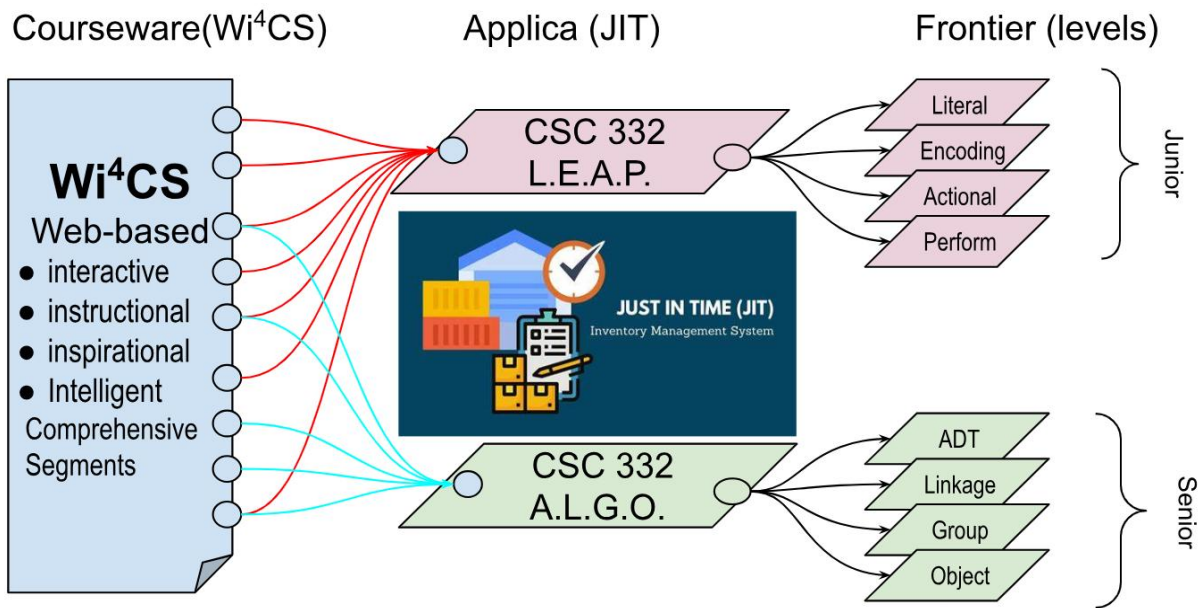 Courseware(Wi⁴CS)
Applica (JIT)
Frontier (levels)
Wi⁴CS
Web-based
● interactive
● instructional
● inspirational
● Intelligent
Comprehensive
Segments
CSC 332
L.E.A.P.
JUST IN TIME (JIT)
Inventory Management System
CSC 332
A.L.G.O.
Literal
Encoding
Actional
Perform
Junior
ADT
Linkage
Group
Object
Senior